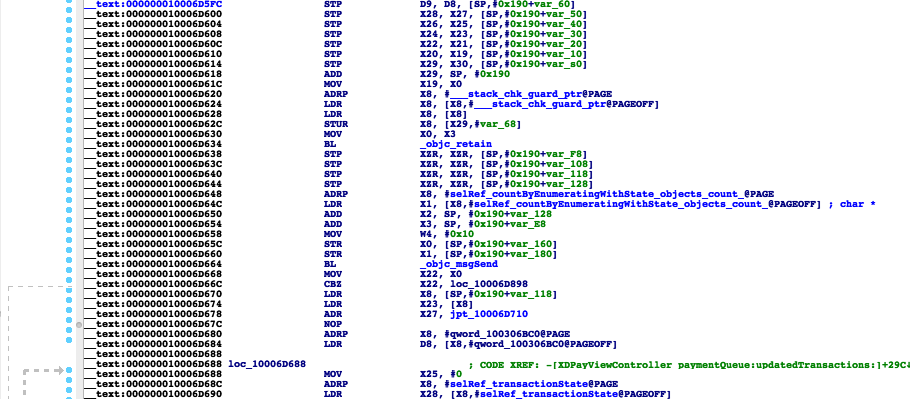 __text:000000010006D5FC STP D9, D8, [SP,#0x190+var_60]
__text:000000010006D600 STP X28, X27, [SP,#0x190+var_50]
__text:000000010006D604 STP X26, X25, [SP,#0x190+var_40]
__text:000000010006D608 STP X24, X23, [SP,#0x190+var_30]
__text:000000010006D60C STP X22, X21, [SP,#0x190+var_20]
__text:000000010006D610 STP X20, X19, [SP,#0x190+var_10]
__text:000000010006D614 STP X29, X30, [SP,#0x190+var_s0]
__text:000000010006D618 ADD X29, SP, #0x190
__text:000000010006D61C MOV X19, X0
__text:000000010006D620 ADRP X8, #___stack_chk_guard_ptr@PAGE
__text:000000010006D624 LDR X8, [X8,#___stack_chk_guard_ptr@PAGEOFF]
__text:000000010006D628 LDR X8, [X8]
__text:000000010006D62C STUR X8, [X29,#var_68]
__text:000000010006D630 MOV X0, X3
__text:000000010006D634 BL _objc_retain
__text:000000010006D638 STP XZR, XZR, [SP,#0x190+var_F8]
__text:000000010006D63C STP XZR, XZR, [SP,#0x190+var_108]
__text:000000010006D640 STP XZR, XZR, [SP,#0x190+var_118]
__text:000000010006D644 STP XZR, XZR, [SP,#0x190+var_128]
__text:000000010006D648 ADRP X8, #selRef_countByEnumeratingWithState_objects_count_@PAGE
__text:000000010006D64C LDR X1, [X8,#selRef_countByEnumeratingWithState_objects_count_@PAGEOFF] ; char *
__text:000000010006D650 ADD X2, SP, #0x190+var_128
__text:000000010006D654 ADD X3, SP, #0x190+var_E8
__text:000000010006D658 MOV W4, #0x10
__text:000000010006D65C STR X0, [SP,#0x190+var_160]
__text:000000010006D660 STR X1, [SP,#0x190+var_180]
__text:000000010006D664 BL _objc_msgSend
__text:000000010006D668 MOV X22, X0
__text:000000010006D66C CBZ X22, loc_10006D898
__text:000000010006D670 LDR X8, [SP,#0x190+var_118]
__text:000000010006D674 LDR X23, [X8]
__text:000000010006D678 ADR X27, jpt_10006D710
__text:000000010006D67C NOP
__text:000000010006D680 ADRP X8, #qword_100306BC0@PAGE
__text:000000010006D684 LDR D8, [X8,#qword_100306BC0@PAGEOFF]
__text:000000010006D688
__text:000000010006D688 loc_10006D688 ; CODE XREF: -[XDPayViewController paymentQueue:updatedTransactions:]+29C↓
__text:000000010006D688 MOV X25, #0
__text:000000010006D68C ADRP X8, #selRef_transactionState@PAGE
__text:000000010006D690 LDR X28, [X8,#selRef_transactionState@PAGEOFF]